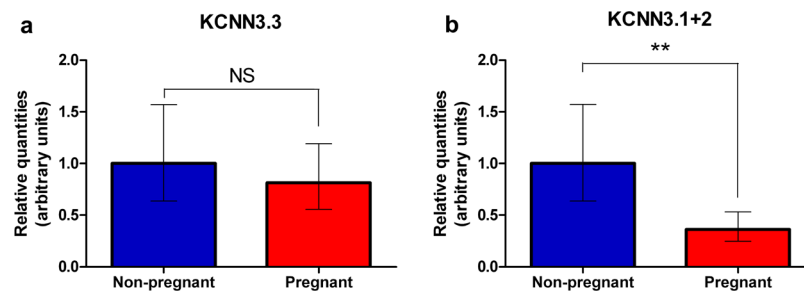 a
KCNN3.3
Relative quantities
(arbitrary units)
2.0
1.5
1.0
0.5
0.0
NS
Non-pregnant
Pregnant
b
KCNN3.1+2
Relative quantities
(arbitrary units)
2.0
1.5
1.0
0.5
0.0
**
Non-pregnant
Pregnant